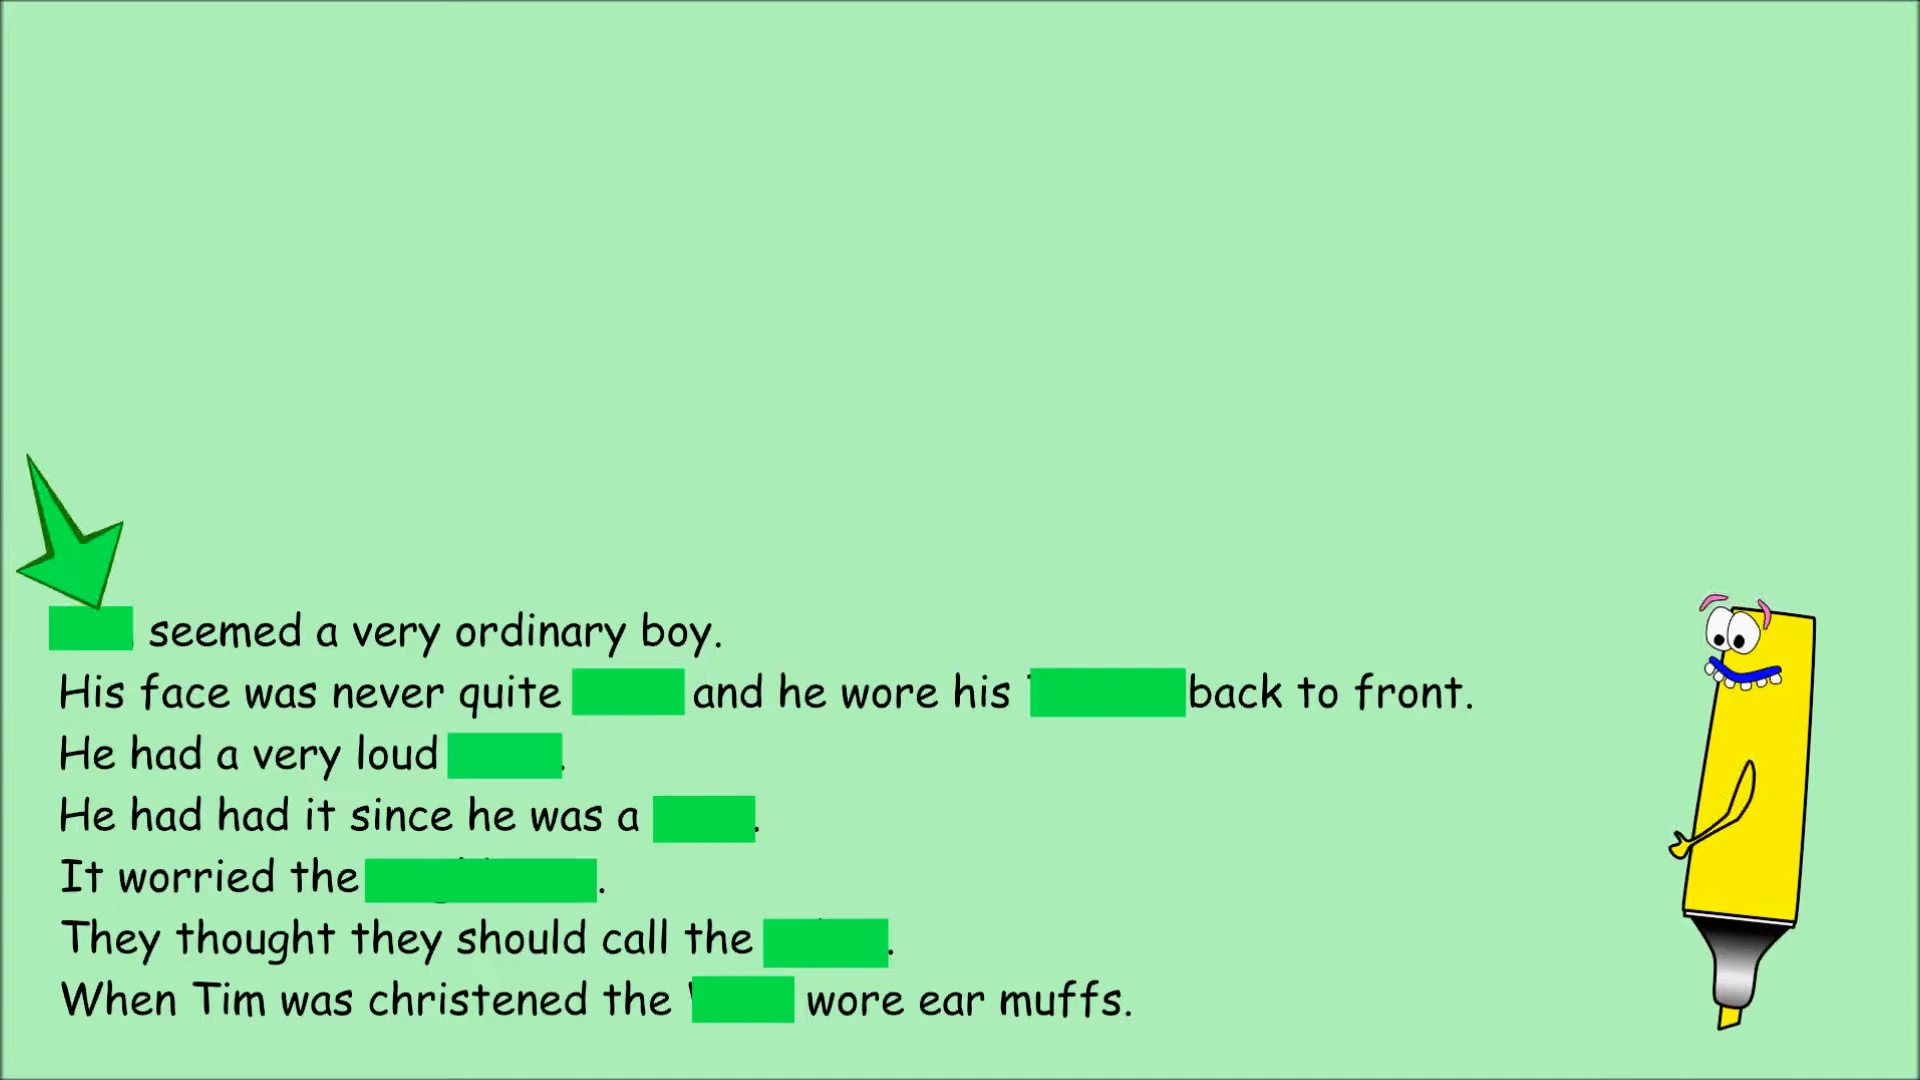 seemed a very ordinary boy.
His face was never quite and he wore his back to front.
He had a very loud .
He had had it since he was a .
It worried the .
They thought they should call the .
When Tim was christened the wore ear muffs.